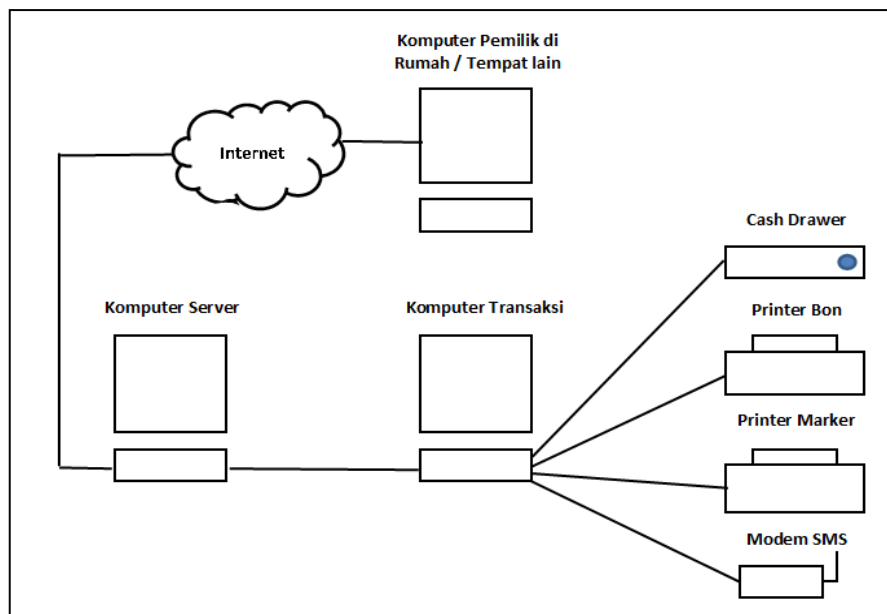 Komputer Pemilik di
Rumah / Tempat lain
Internet
Cash Drawer
Komputer Server
Komputer Transaksi
Printer Bon
Printer Marker
Modem SMS